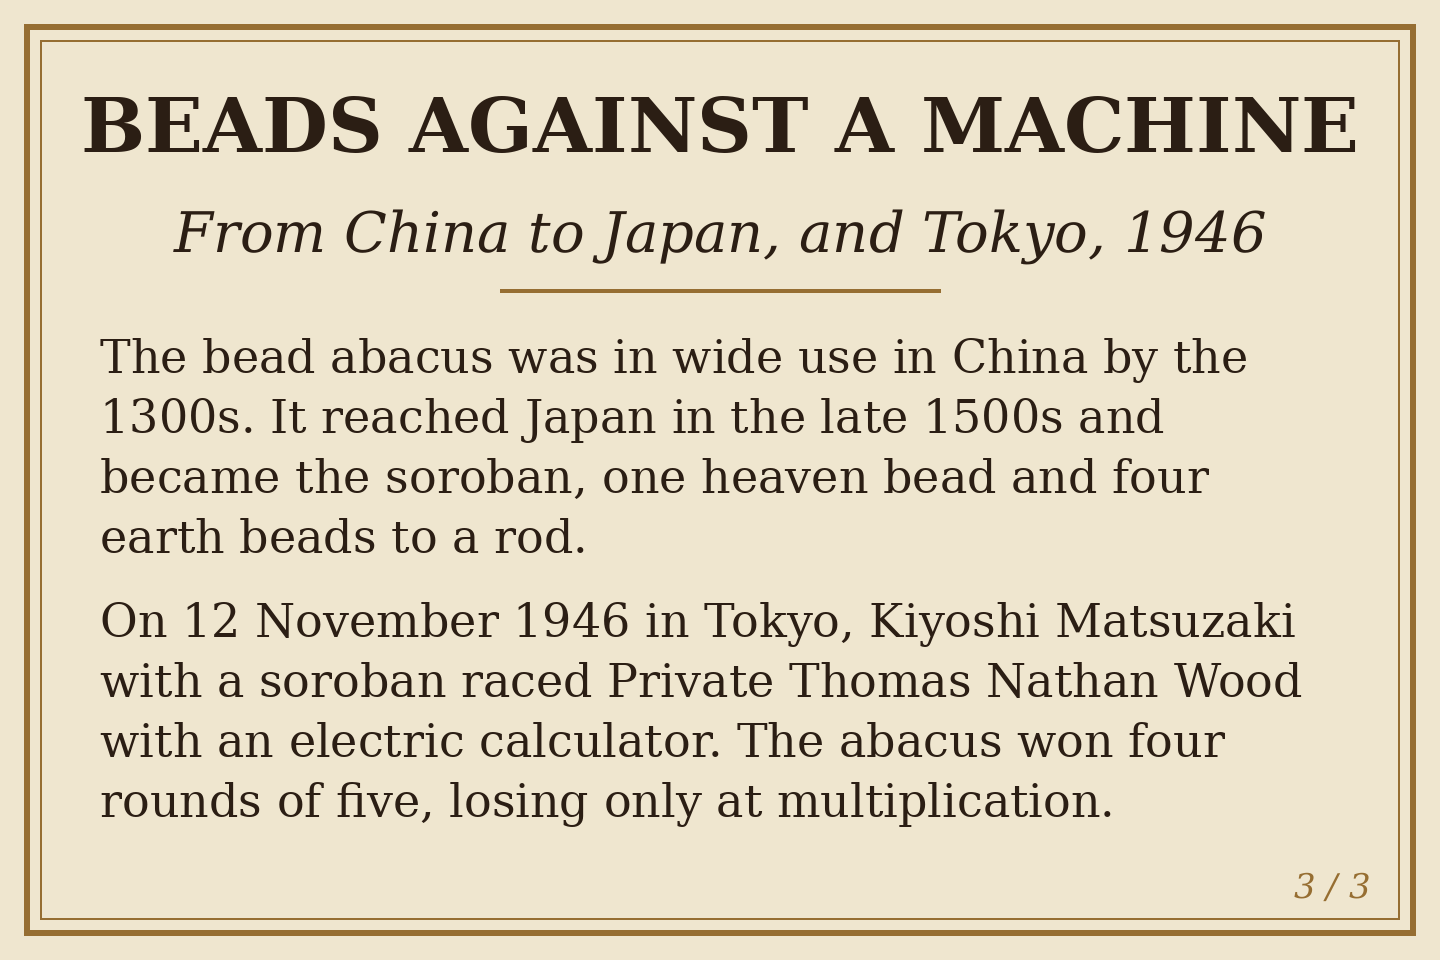 BEADS AGAINST A MACHINE
From China to Japan, and Tokyo, 1946
The bead abacus was in wide use in China by the
1300s. It reached Japan in the late 1500s and
became the soroban, one heaven bead and four
earth beads to a rod.
On 12 November 1946 in Tokyo, Kiyoshi Matsuzaki
with a soroban raced Private Thomas Nathan Wood
with an electric calculator. The abacus won four
rounds of five, losing only at multiplication.
3 / 3